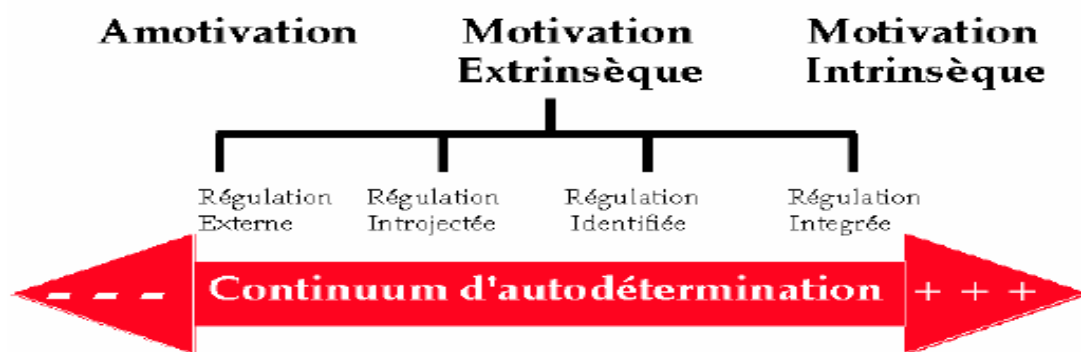 Amotivation
Motivation
Extrinsèque
Motivation
Intrinsèque
Régulation
Externe
Régulation
Introjectée
Régulation
Identifiée
Régulation
Integrée
- - - Continuum d'autodétermination + + +